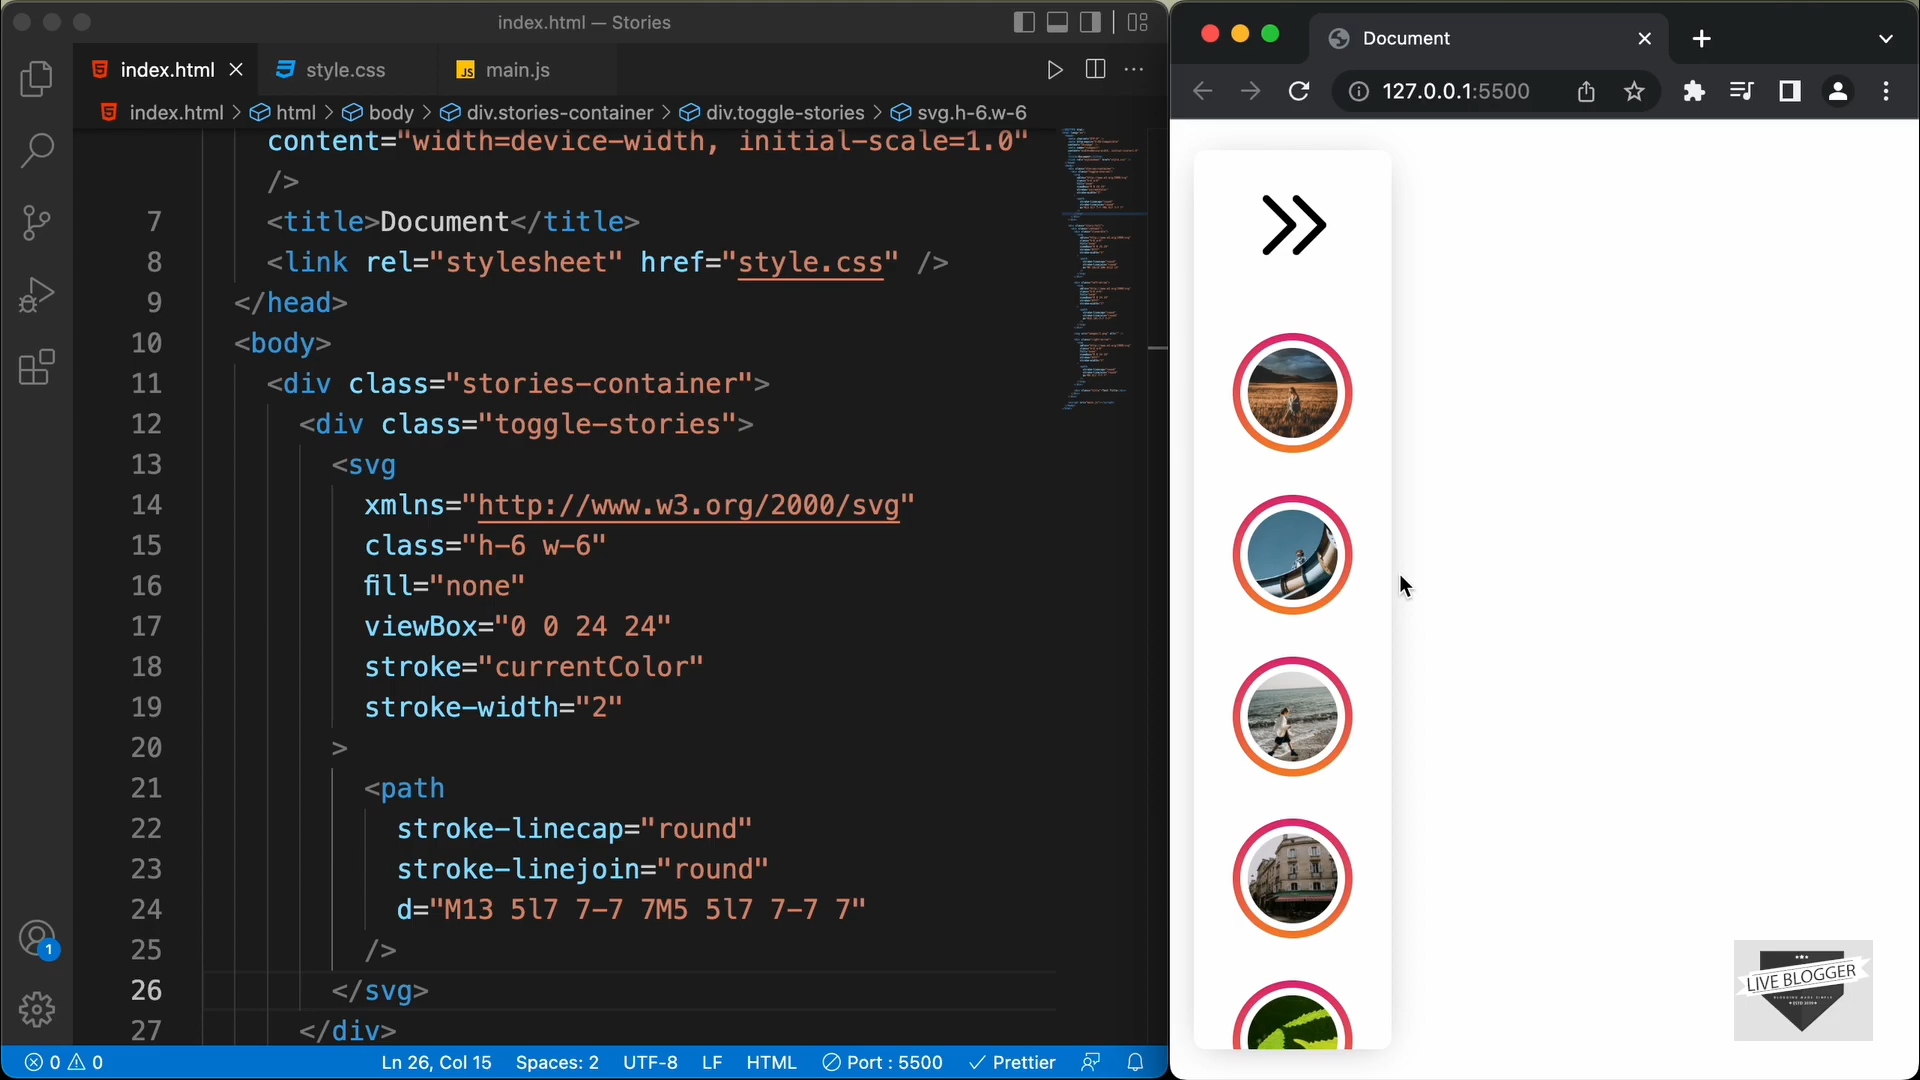 index.html — Stories
index.html
style.css
JS main.js
index.html > html > body > div.stories-container > div.toggle-stories > svg.h-6.w-6
content="width=device-width, initial-scale=1.0"
/>
7 <title>Document</title>
8 <link rel="stylesheet" href="style.css" />
9 </head>
10 <body>
11 <div class="stories-container">
12 <div class="toggle-stories">
13 <svg
14 xmlns="http://www.w3.org/2000/svg"
15 class="h-6 w-6"
16 fill="none"
17 viewBox="0 0 24 24"
18 stroke="currentColor"
19 stroke-width="2"
20 >
21 <path
22 stroke-linecap="round"
23 stroke-linejoin="round"
24 d="M13 5l7 7-7 7M5 5l7 7-7 7"
25 />
26 </svg>
27 </div>
1
0 0 Ln 26, Col 15 Spaces: 2 UTF-8 LF HTML Port : 5500 Prettier
Document
127.0.0.1:5500
LIVE BLOGGER